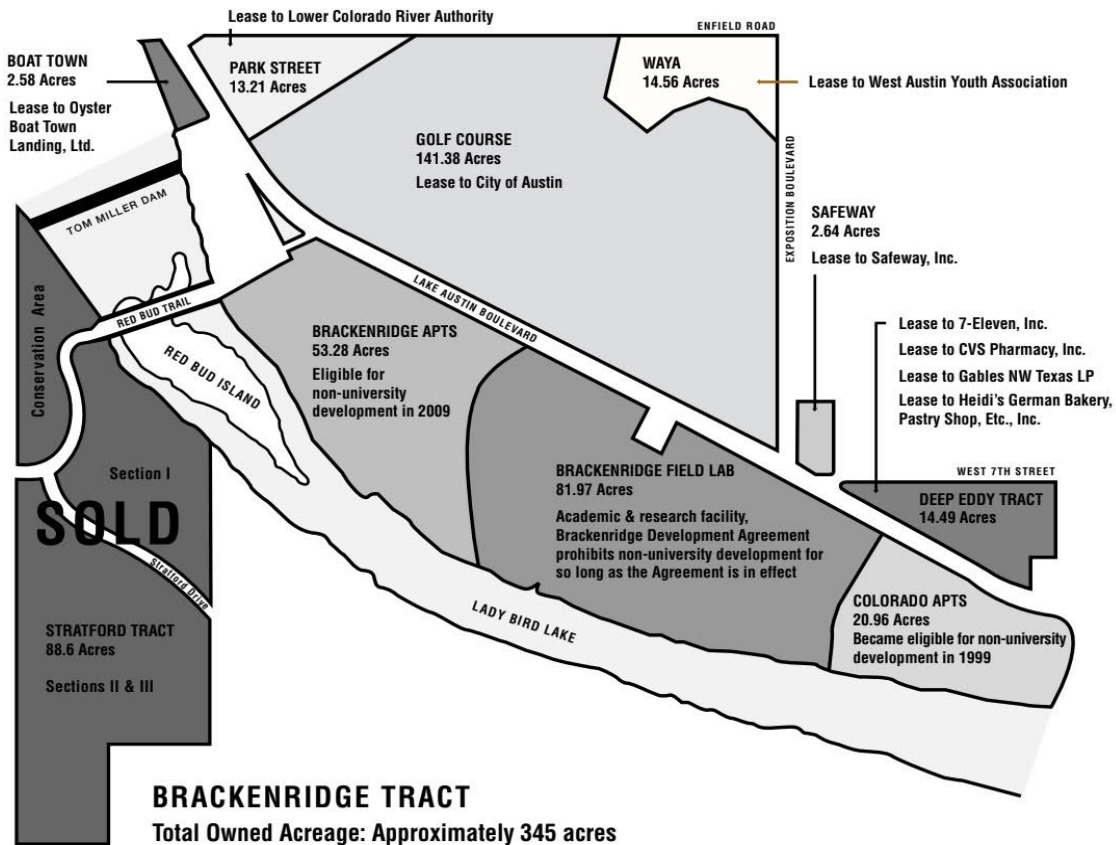 Lease to Lower Colorado River Authority
ENFIELD ROAD
BOAT TOWN
2.58 Acres
Lease to Oyster
Boat Town
Landing, Ltd.
PARK STREET
13.21 Acres
WAYA
14.56 Acres
Lease to West Austin Youth Association
GOLF COURSE
141.38 Acres
Lease to City of Austin
EXPOSITION BOULEVARD
TOM MILLER DAM
SAFEWAY
2.64 Acres
Lease to Safeway, Inc.
LAKE AUSTIN BOULEVARD
Conservation Area
RED BUD TRAIL
RED BUD ISLAND
BRACKENRIDGE APTS
53.28 Acres
Eligible for
non-university
development in 2009
Lease to 7-Eleven, Inc.
Lease to CVS Pharmacy, Inc.
Lease to Gables NW Texas LP
Lease to Heidi's German Bakery,
Pastry Shop, Etc., Inc.
Section I
SOLD
Stratford Drive
BRACKENRIDGE FIELD LAB
81.97 Acres
Academic & research facility,
Brackenridge Development Agreement
prohibits non-university development for
so long as the Agreement is in effect
WEST 7TH STREET
DEEP EDDY TRACT
14.49 Acres
LADY BIRD LAKE
COLORADO APTS
20.96 Acres
Became eligible for non-university
development in 1999
STRATFORD TRACT
88.6 Acres
Sections II & III
BRACKENRIDGE TRACT
Total Owned Acreage: Approximately 345 acres